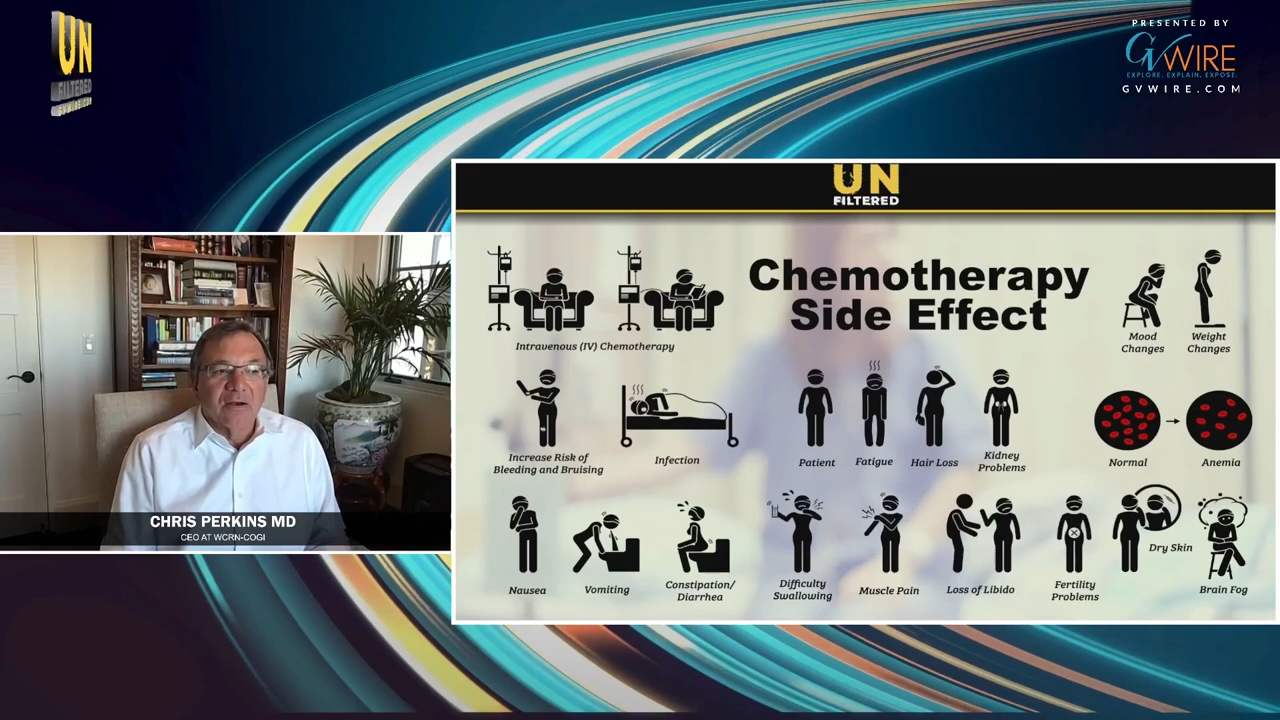 UN
FILTERED
GVWIRE.COM
PRESENTED BY
GVWIRE
EXPLORE. EXPLAIN. EXPOSE.
GVWIRE.COM
UN
FILTERED
Chemotherapy
Side Effect
Intravenous (IV) Chemotherapy
Mood
Changes
Weight
Changes
Increase Risk of
Bleeding and Bruising
Infection
Patient
Fatigue
Hair Loss
Kidney
Problems
Normal
Anemia
Nausea
Vomiting
Constipation/
Diarrhea
Difficulty
Swallowing
Muscle Pain
Loss of Libido
Fertility
Problems
Dry Skin
Brain Fog
CHRIS PERKINS MD
CEO AT WCRN-COGI